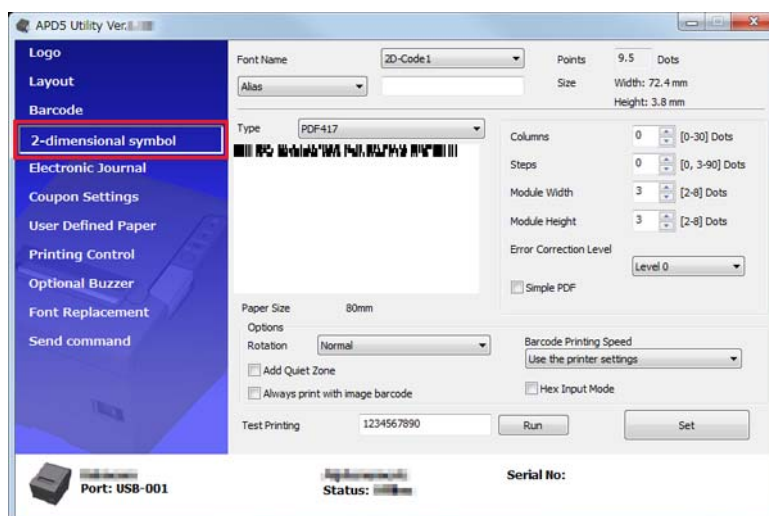 APD5 Utility Ver.
Logo
Layout
Barcode
2-dimensional symbol
Electronic Journal
Coupon Settings
User Defined Paper
Printing Control
Optional Buzzer
Font Replacement
Send command
Font Name 2D-Code1 Points 9.5 Dots
Alias Size Width: 72.4 mm
Height: 3.8 mm
Type PDF417
Columns 0 [0-30] Dots
Steps 0 [0, 3-90] Dots
Module Width 3 [2-8] Dots
Module Height 3 [2-8] Dots
Error Correction Level
Level 0
Simple PDF
Paper Size 80mm
Options
Rotation Normal
Add Quiet Zone
Always print with image barcode
Barcode Printing Speed
Use the printer settings
Hex Input Mode
Test Printing 1234567890 Run Set
Port: USB-001
Status:
Serial No: